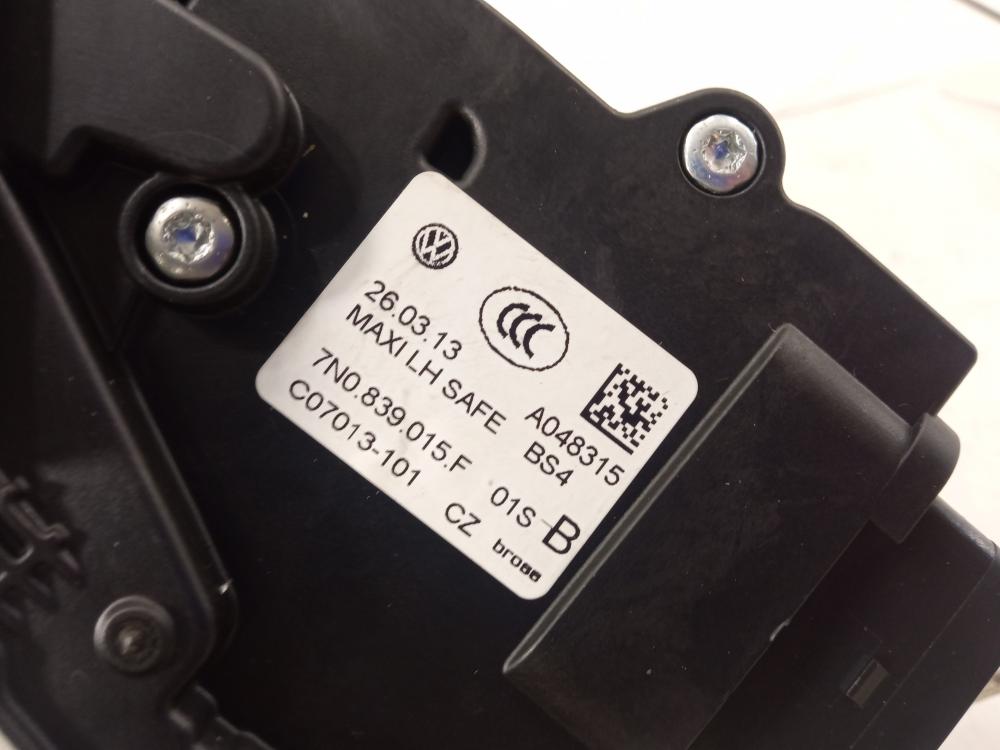 26.03.13
MAXI LH SAFE
A048315
BS4
7N0.839.015.F
01S B
C07013-101
CZ brose